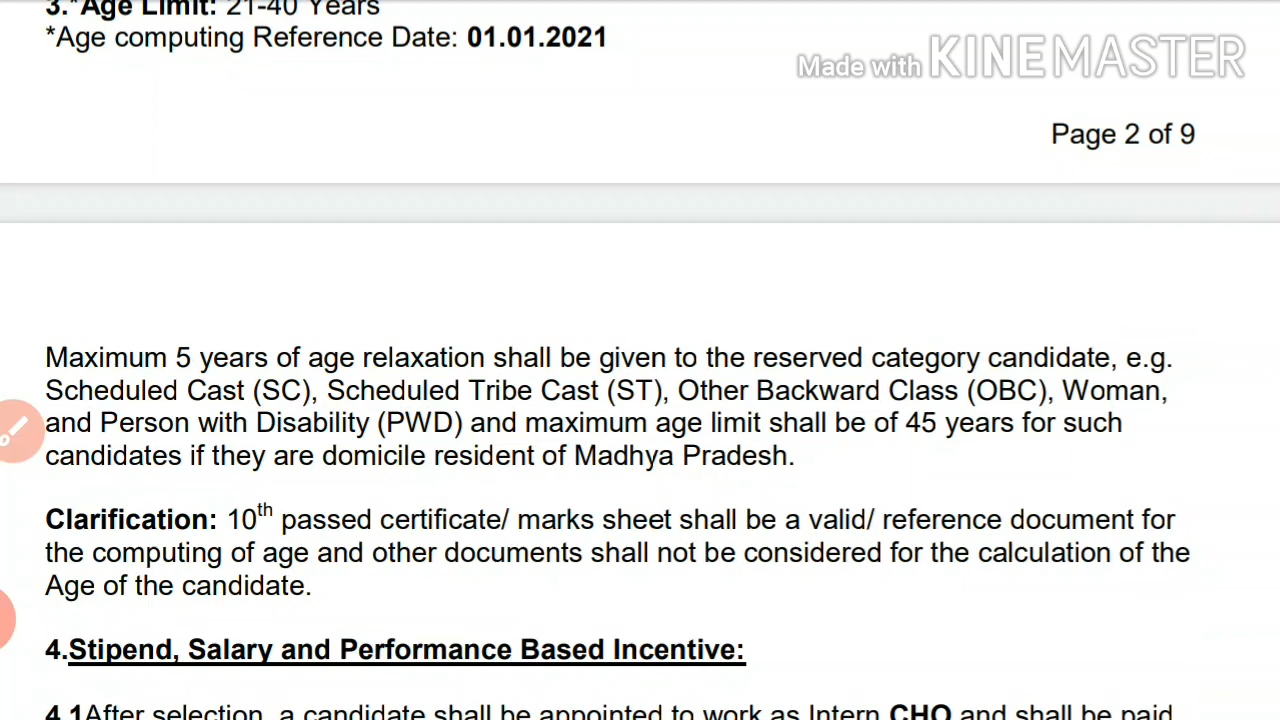 3.*Age Limit: 21-40 Years
*Age computing Reference Date: 01.01.2021
Made with KINEMASTER
Page 2 of 9
Maximum 5 years of age relaxation shall be given to the reserved category candidate, e.g.
Scheduled Cast (SC), Scheduled Tribe Cast (ST), Other Backward Class (OBC), Woman,
and Person with Disability (PWD) and maximum age limit shall be of 45 years for such
candidates if they are domicile resident of Madhya Pradesh.
Clarification: 10th passed certificate/ marks sheet shall be a valid/ reference document for
the computing of age and other documents shall not be considered for the calculation of the
Age of the candidate.
4.Stipend, Salary and Performance Based Incentive:
4.1After selection, a candidate shall be appointed to work as Intern CHO and shall be paid